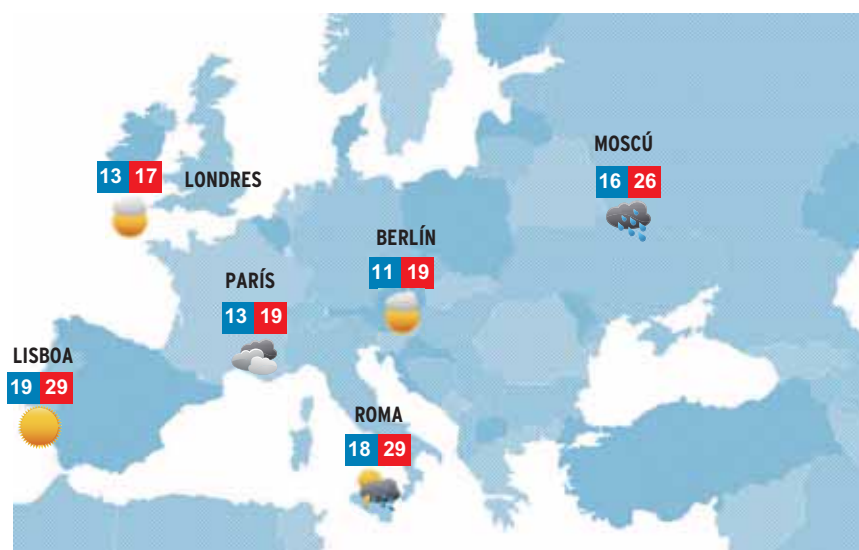 MOSCÚ
16 26
13 17 LONDRES
BERLÍN
11 19
PARÍS
13 19
LISBOA
19 29
ROMA
18 29